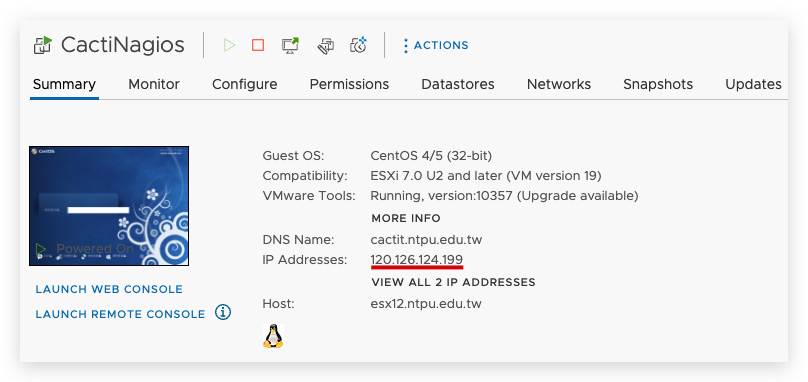 CactiNagios
ACTIONS
Summary Monitor Configure Permissions Datastores Networks Snapshots Updates
Powered On
Guest OS: CentOS 4/5 (32-bit)
Compatibility: ESXi 7.0 U2 and later (VM version 19)
VMware Tools: Running, version:10357 (Upgrade available)
MORE INFO
DNS Name: cactit.ntpu.edu.tw
IP Addresses: 120.126.124.199
VIEW ALL 2 IP ADDRESSES
Host: esx12.ntpu.edu.tw
LAUNCH WEB CONSOLE
LAUNCH REMOTE CONSOLE